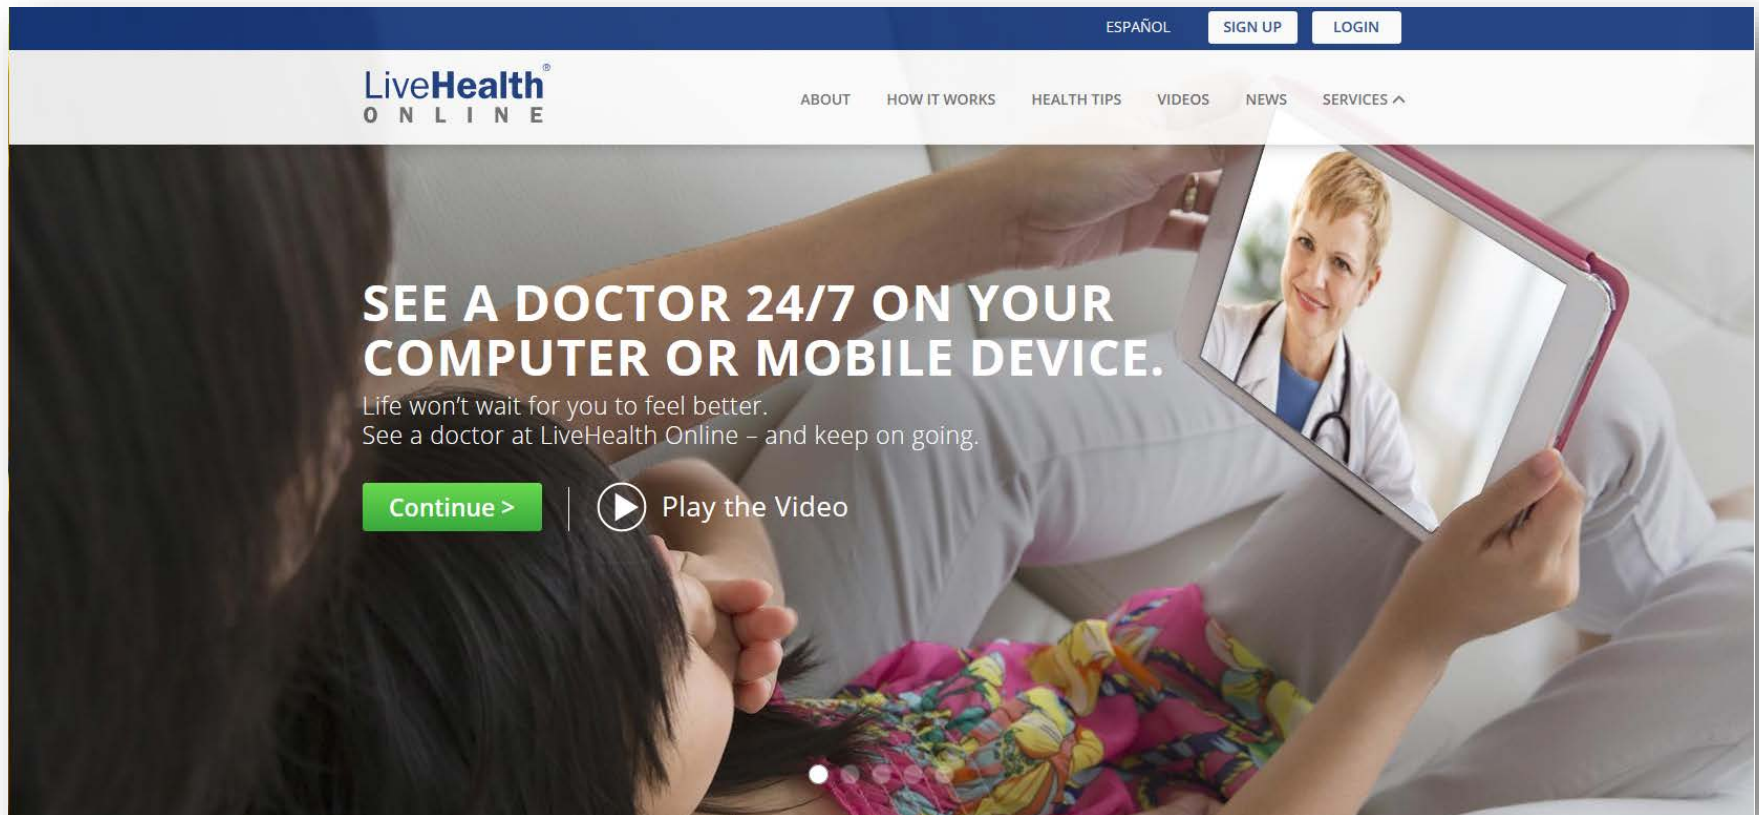 ESPAÑOL SIGN UP LOGIN
LiveHealth®
ONLINE
ABOUT HOW IT WORKS HEALTH TIPS VIDEOS NEWS SERVICES
SEE A DOCTOR 24/7 ON YOUR
COMPUTER OR MOBILE DEVICE.
Life won't wait for you to feel better.
See a doctor at LiveHealth Online – and keep on going.
Continue > Play the Video